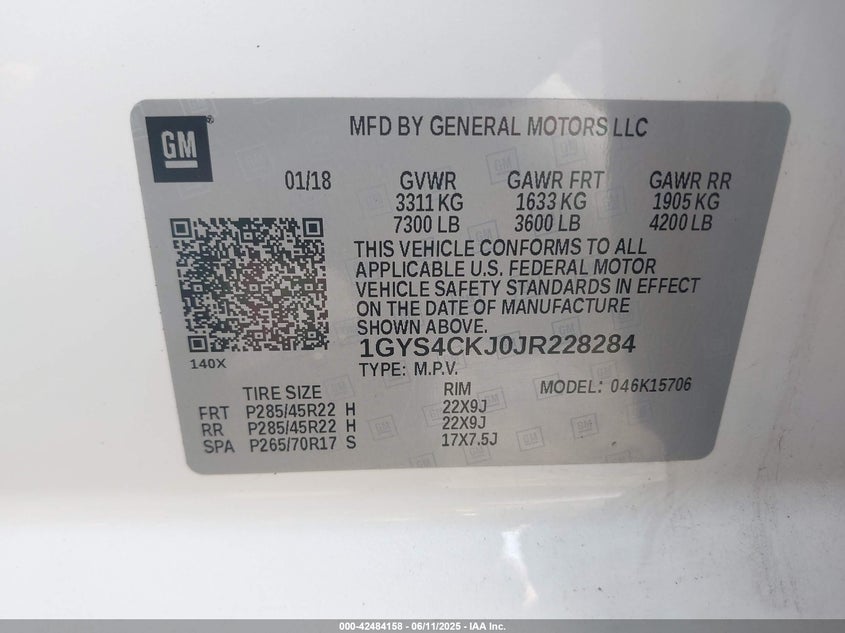 GM
MFD BY GENERAL MOTORS LLC
01/18 GVWR GAWR FRT GAWR RR
3311 KG 1633 KG 1905 KG
7300 LB 3600 LB 4200 LB
THIS VEHICLE CONFORMS TO ALL
APPLICABLE U.S. FEDERAL MOTOR
VEHICLE SAFETY STANDARDS IN EFFECT
ON THE DATE OF MANUFACTURE
SHOWN ABOVE.
1GYS4CKJ0JR228284
140X
TYPE: M.P.V.
TIRE SIZE RIM MODEL: 046K15706
FRT P285/45R22 H 22X9J
RR P285/45R22 H 22X9J
SPA P265/70R17 S 17X7.5J
000-42484158 - 06/11/2025 - IAA Inc.